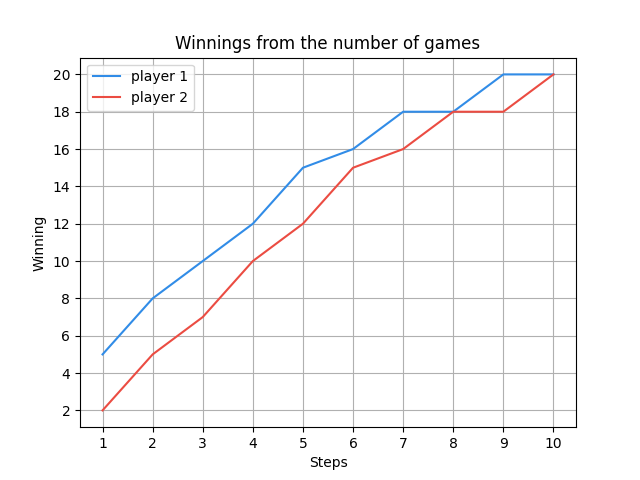 Winnings from the number of games
player 1
player 2
20
18
16
14
12
10
8
6
4
2
Winning
1 2 3 4 5 6 7 8 9 10
Steps